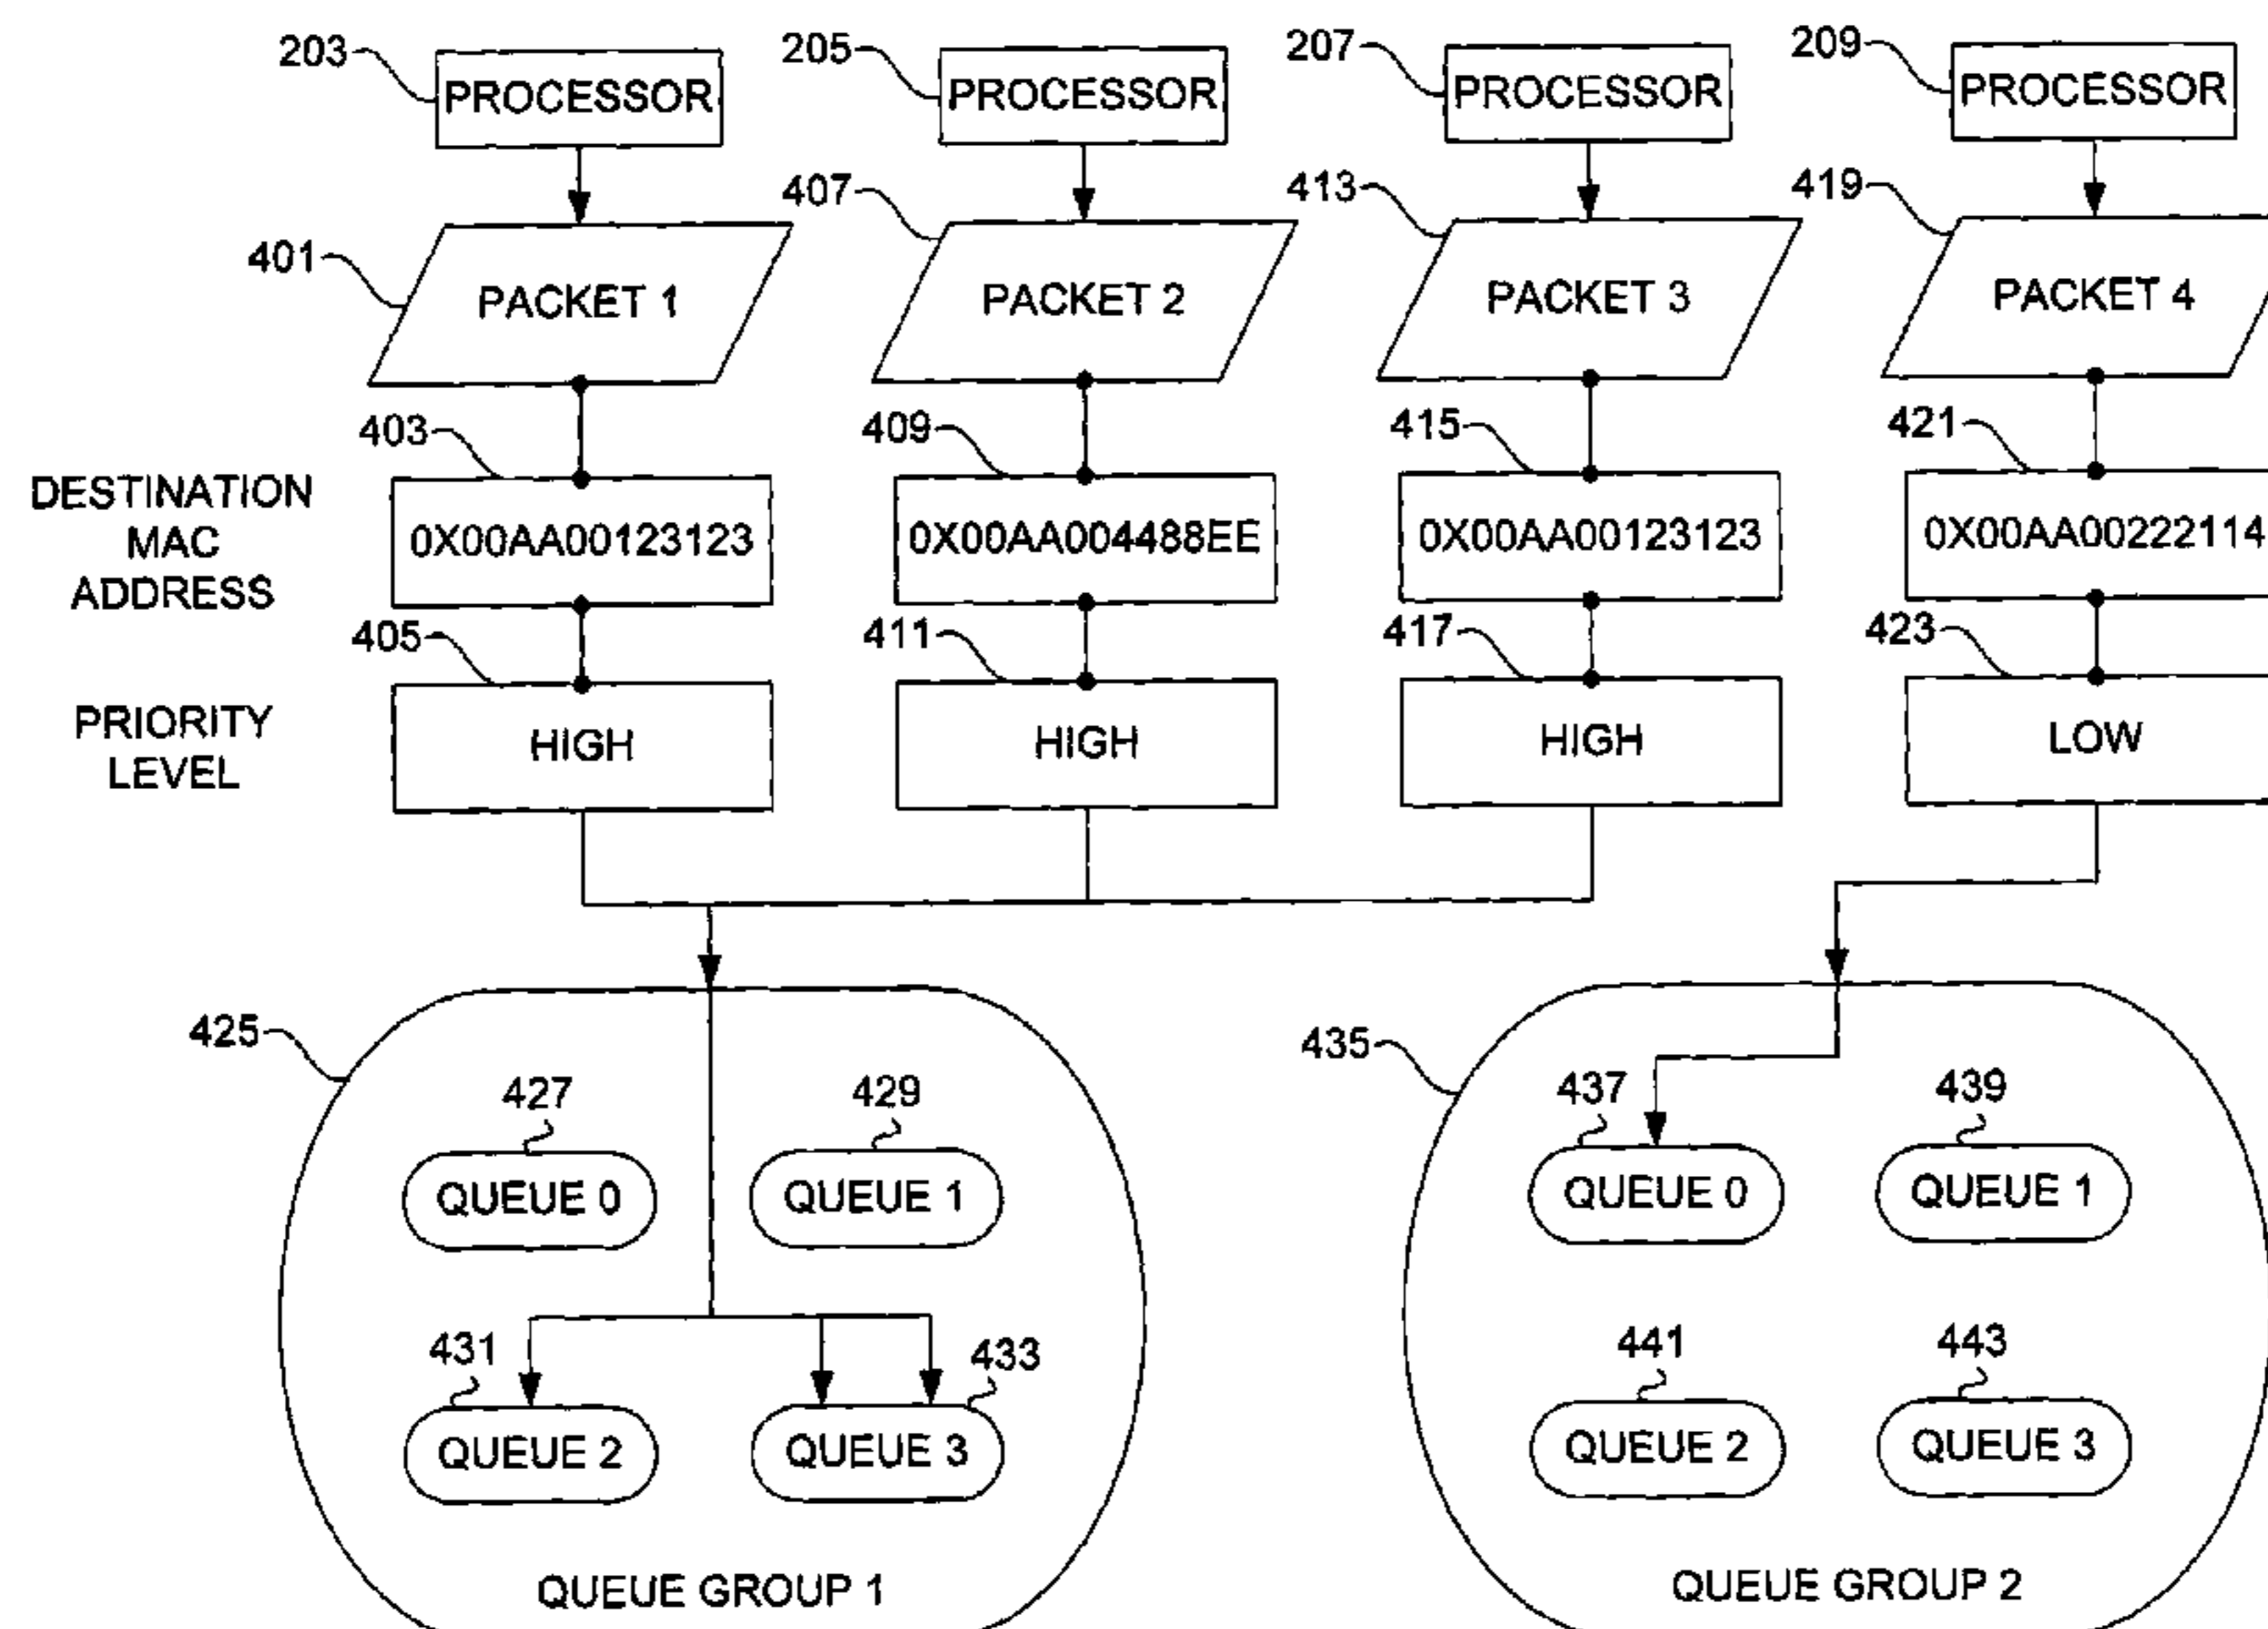 203 205 207 209
PROCESSOR PROCESSOR PROCESSOR PROCESSOR
407 413 419
401
PACKET 1 PACKET 2 PACKET 3 PACKET 4
403 409 415 421
DESTINATION
MAC
ADDRESS
0X00AA00123123 0X00AA004488EE 0X00AA00123123 0X00AA00222114
405 411 417 423
PRIORITY
LEVEL
HIGH HIGH HIGH LOW
425 435
427 429 437 439
QUEUE 0 QUEUE 1 QUEUE 0 QUEUE 1
431 433 441 443
QUEUE 2 QUEUE 3 QUEUE 2 QUEUE 3
QUEUE GROUP 1 QUEUE GROUP 2